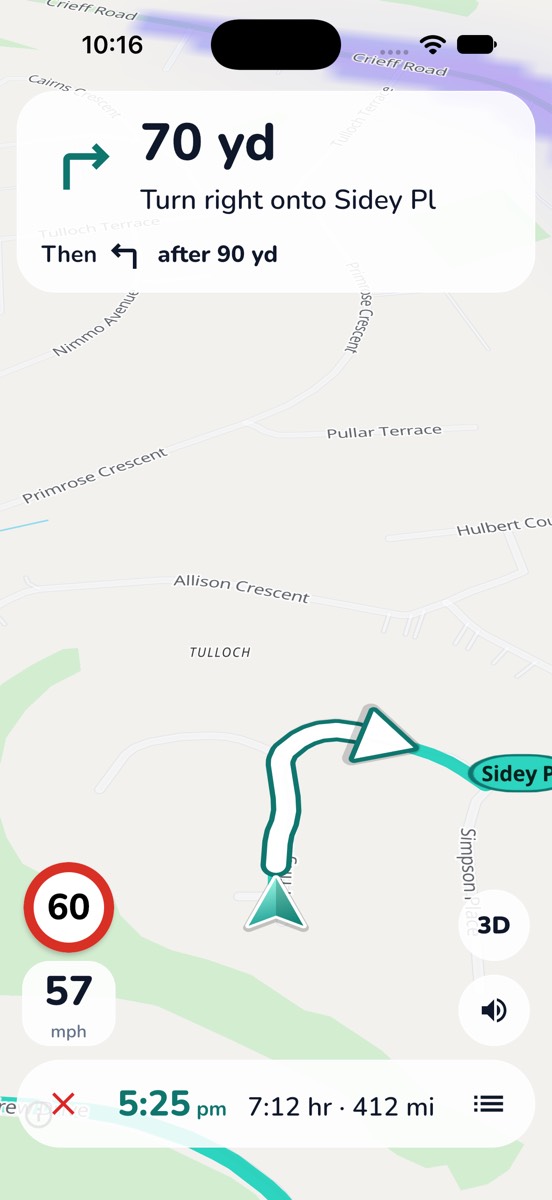 Crieff Road
10:16
Crieff Road
Cairns Crescent
70 yd
Turn right onto Sidey Pl
Tulloch Terrace
Then after 90 yd
Primrose Crescent
Nimmo Avenue
Pullar Terrace
Primrose Crescent
Hulbert Cou
Allison Crescent
TULLOCH
Sidey P
Simpson Place
60
3D
57
mph
5:25 pm 7:12 hr · 412 mi